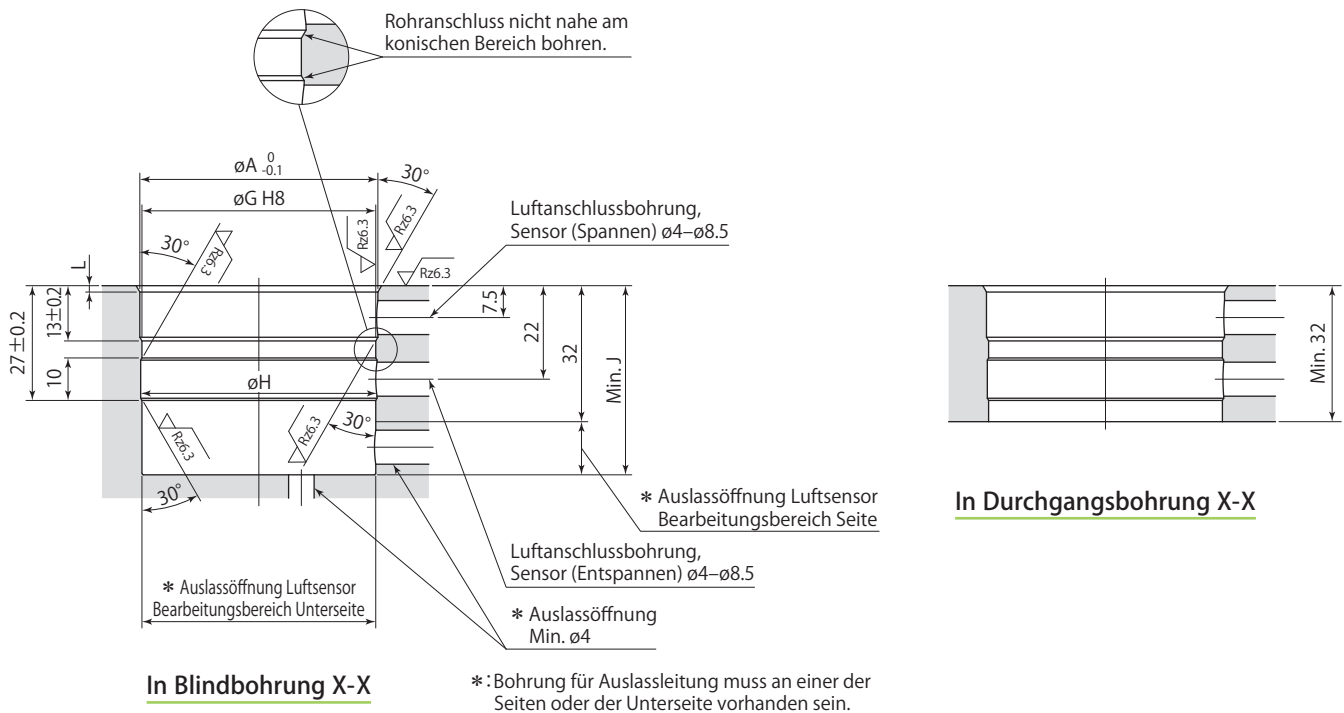 Rohranschluss nicht nahe am
konischen Bereich bohren.
øA 0 -0.1
30°
øG H8
Luftanschlussbohrung,
Sensor (Spannen) ø4–ø8.5
30°
Rz6.3
Rz6.3
Rz6.3
Rz6.3
L
13±0.2
27±0.2
10
7.5
22
32
Min. J
Min. 32
øH
Rz6.3
Rz6.3
30°
30°
* Auslassöffnung Luftsensor
Bearbeitungsbereich Seite
In Durchgangsbohrung X-X
Luftanschlussbohrung,
Sensor (Entspannen) ø4–ø8.5
* Auslassöffnung Luftsensor
Bearbeitungsbereich Unterseite
* Auslassöffnung
Min. ø4
In Blindbohrung X-X
*:Bohrung für Auslassleitung muss an einer der
Seiten oder der Unterseite vorhanden sein.